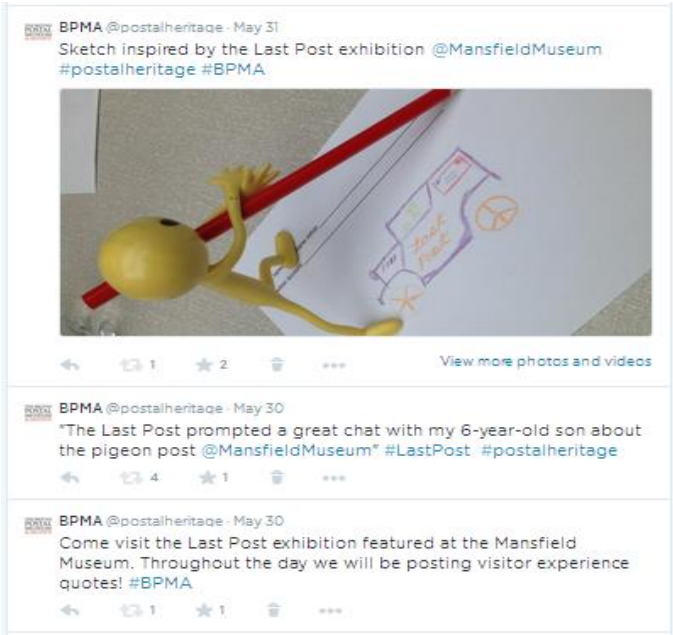 BPMA @postalheritage · May 31
Sketch inspired by the Last Post exhibition @MansfieldMuseum
#postalheritage #BPMA
1 2
View more photos and videos
BPMA @postalheritage · May 30
"The Last Post prompted a great chat with my 6-year-old son about
the pigeon post @MansfieldMuseum" #LastPost #postalheritage
4 1
BPMA @postalheritage · May 30
Come visit the Last Post exhibition featured at the Mansfield
Museum. Throughout the day we will be posting visitor experience
quotes! #BPMA
1 1